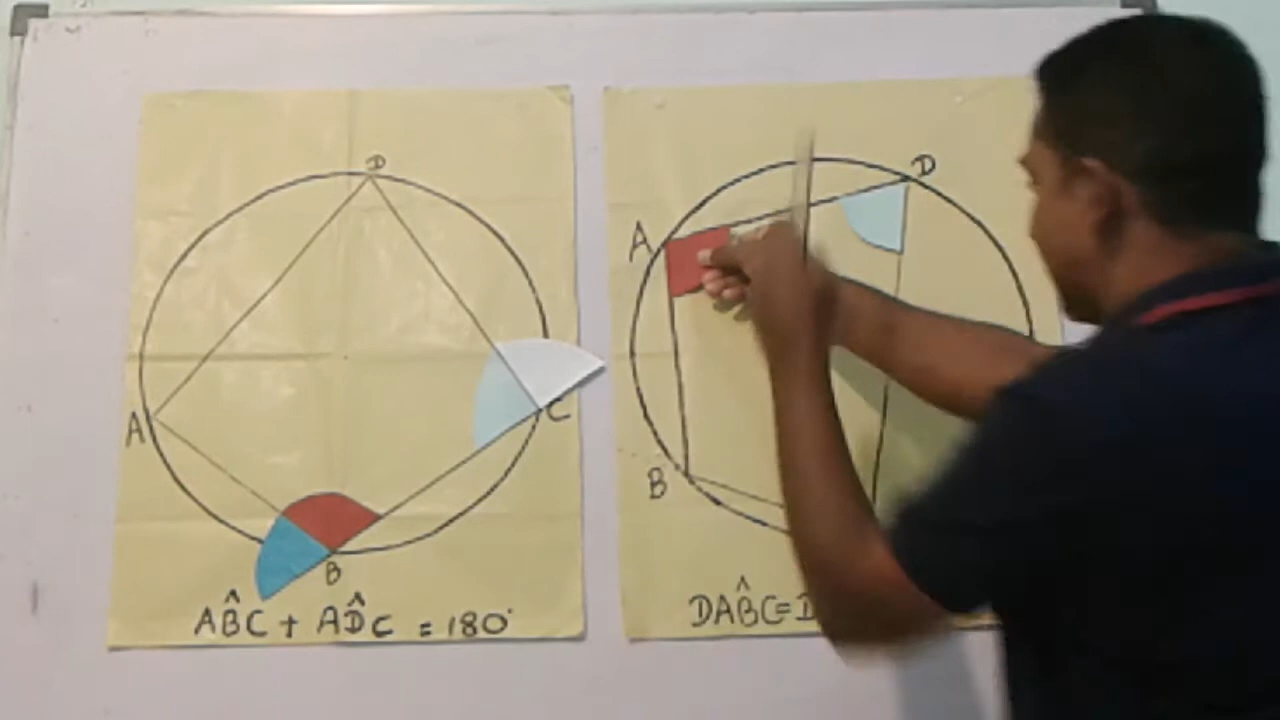 D
A
C
B
AB̂C + AD̂C = 180°
D
A
B
DAB̂C=D